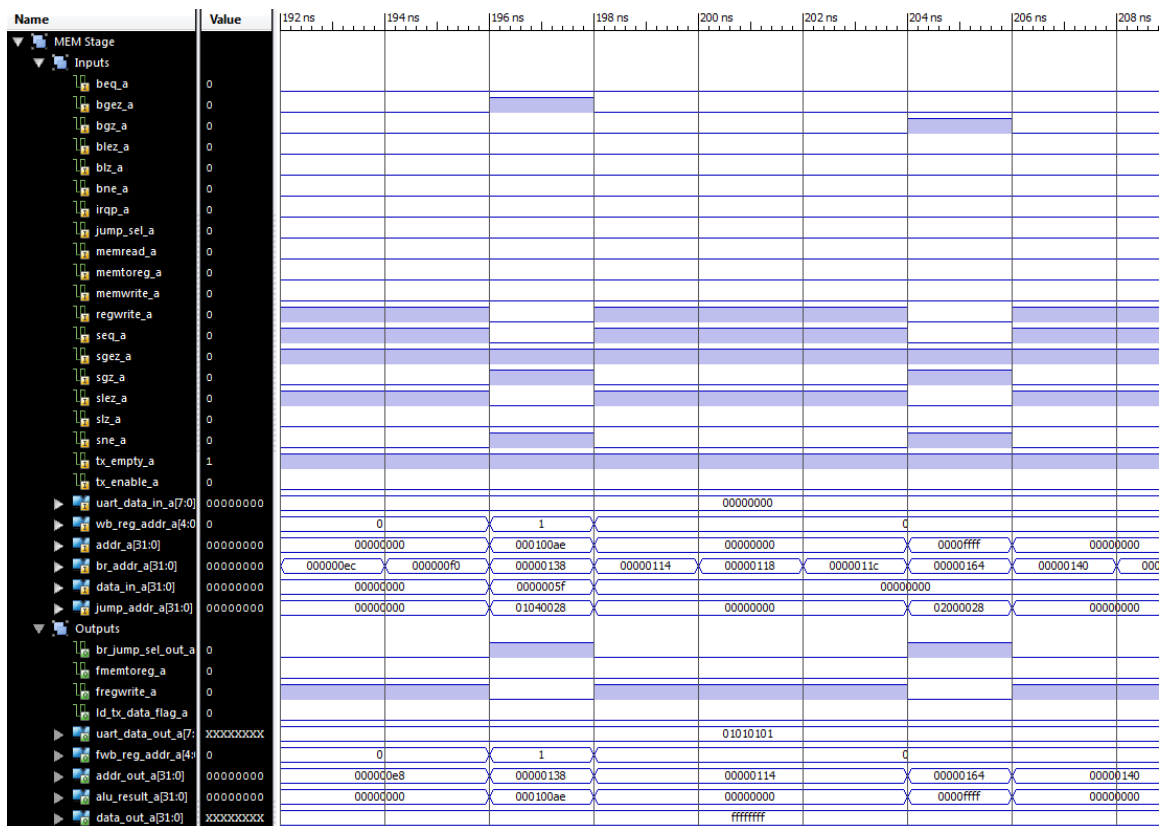 Name Value 192 ns 194 ns 196 ns 198 ns 200 ns 202 ns 204 ns 206 ns 208 ns
MEM Stage
Inputs
beq_a 0
bgez_a 0
bgz_a 0
blez_a 0
blz_a 0
bne_a 0
irqp_a 0
jump_sel_a 0
memread_a 0
memtoreg_a 0
memwrite_a 0
regwrite_a 0
seq_a 0
sgez_a 0
sgz_a 0
slez_a 0
slz_a 0
sne_a 0
tx_empty_a 1
tx_enable_a 0
uart_data_in_a[7:0] 00000000 00000000
wb_reg_addr_a[4:0 0 0 1 0
addr_a[31:0] 00000000 00000000 000100ae 00000000 0000ffff 00000000
br_addr_a[31:0] 00000000 000000ec 000000f0 00000138 00000114 00000118 0000011c 00000164 00000140 000
data_in_a[31:0] 00000000 00000000 0000005f 00000000
jump_addr_a[31:0] 00000000 00000000 01040028 00000000 02000028 00000000
Outputs
br_jump_sel_out_a 0
fmemtoreg_a 0
fregwrite_a 0
ld_tx_data_flag_a 0
uart_data_out_a[7: XXXXXXXX 01010101
fwb_reg_addr_a[4: 0 0 1 0
addr_out_a[31:0] 00000000 000000e8 00000138 00000114 00000164 00000140
alu_result_a[31:0] 00000000 00000000 000100ae 00000000 0000ffff 00000000
data_out_a[31:0] XXXXXXXX ffffffff